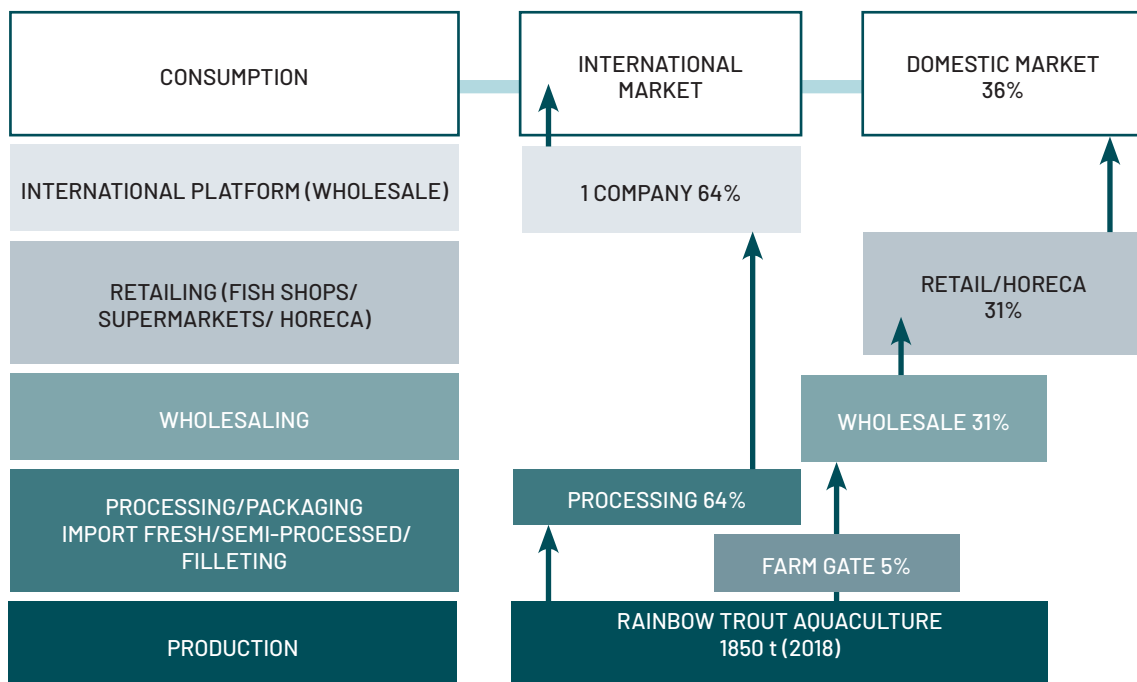 CONSUMPTION
INTERNATIONAL
MARKET
DOMESTIC MARKET
36%
INTERNATIONAL PLATFORM (WHOLESALE)
1 COMPANY 64%
RETAILING (FISH SHOPS/
SUPERMARKETS/ HORECA)
RETAIL/HORECA
31%
WHOLESALING
WHOLESALE 31%
PROCESSING/PACKAGING
IMPORT FRESH/SEMI-PROCESSED/
FILLETING
PROCESSING 64%
FARM GATE 5%
PRODUCTION
RAINBOW TROUT AQUACULTURE
1850 t (2018)